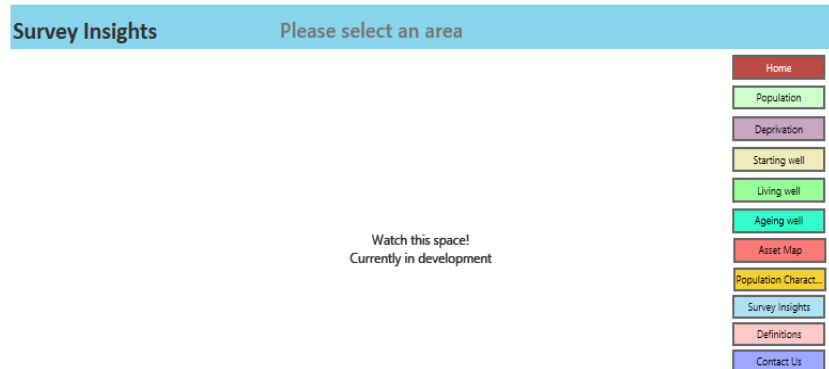 Survey Insights
Please select an area
Home
Population
Deprivation
Starting well
Living well
Ageing well
Watch this space!
Currently in development
Asset Map
Population Charact...
Survey Insights
Definitions
Contact Us